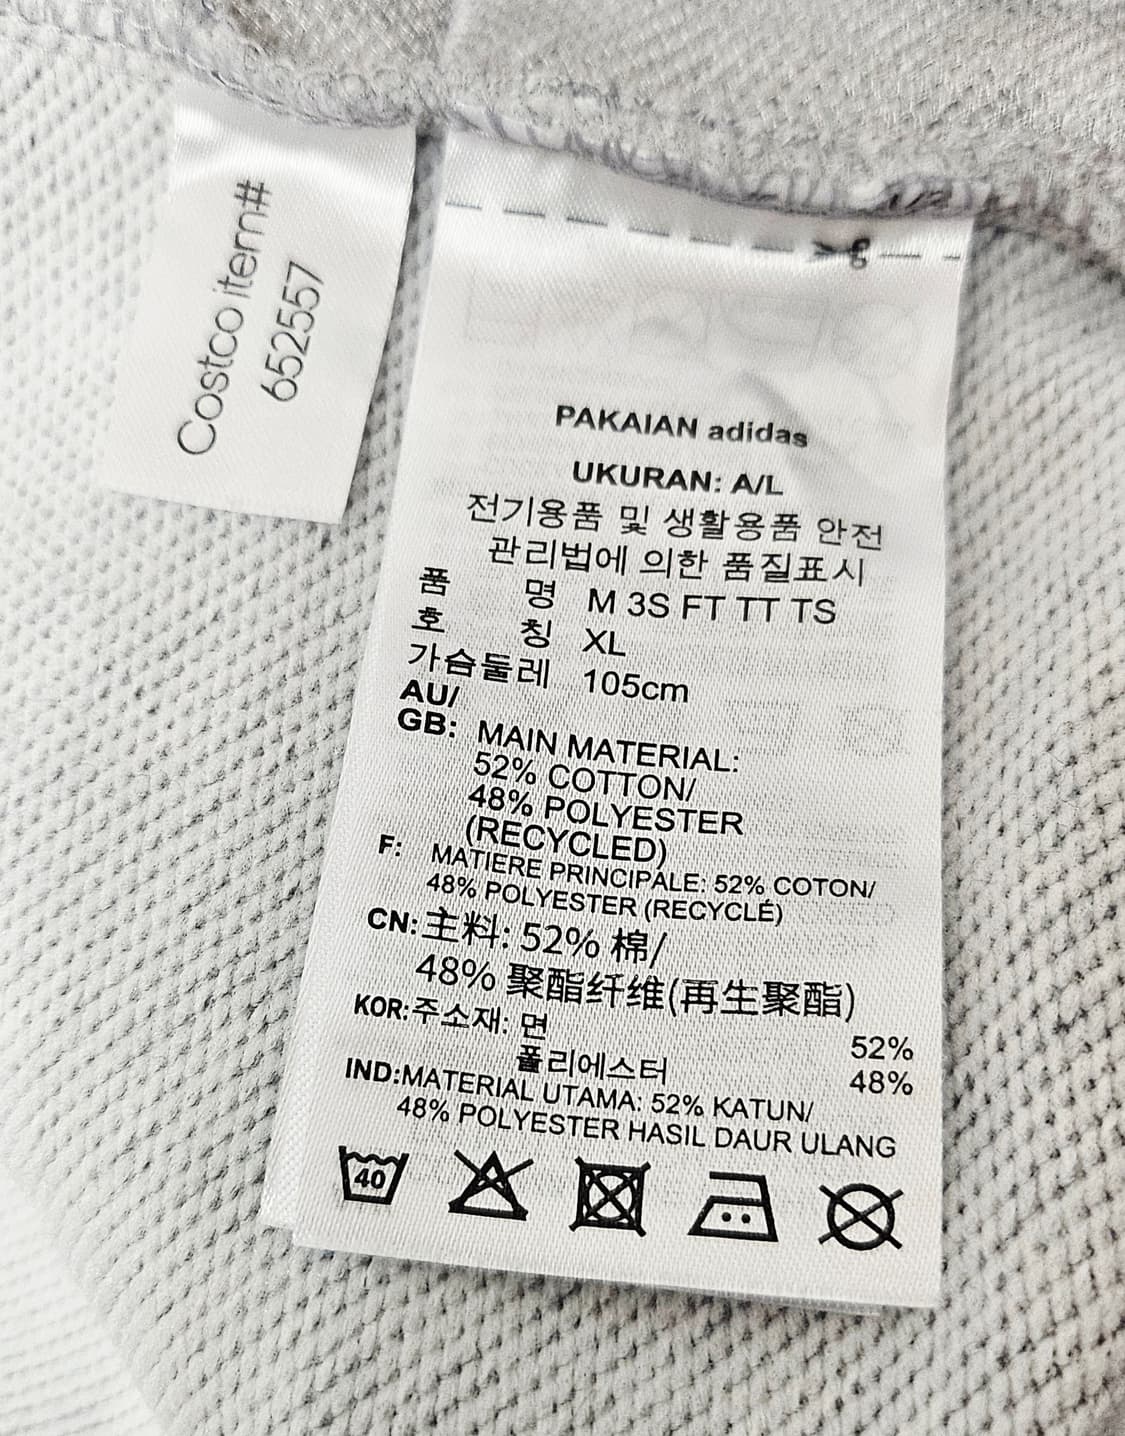 Costco item#
652557
PAKAIAN adidas
UKURAN: A/L
전기용품 및 생활용품 안전
관리법에 의한 품질표시
품 명 M 3S FT TT TS
호 칭 XL
가슴둘레 105cm
AU/
GB: MAIN MATERIAL:
52% COTTON/
48% POLYESTER
(RECYCLED)
F: MATIERE PRINCIPALE: 52% COTON/
48% POLYESTER (RECYCLÉ)
CN:主料: 52% 棉/
48% 聚酯纤维(再生聚酯)
KOR:주소재: 면 52%
폴리에스터 48%
IND:MATERIAL UTAMA: 52% KATUN/
48% POLYESTER HASIL DAUR ULANG
40